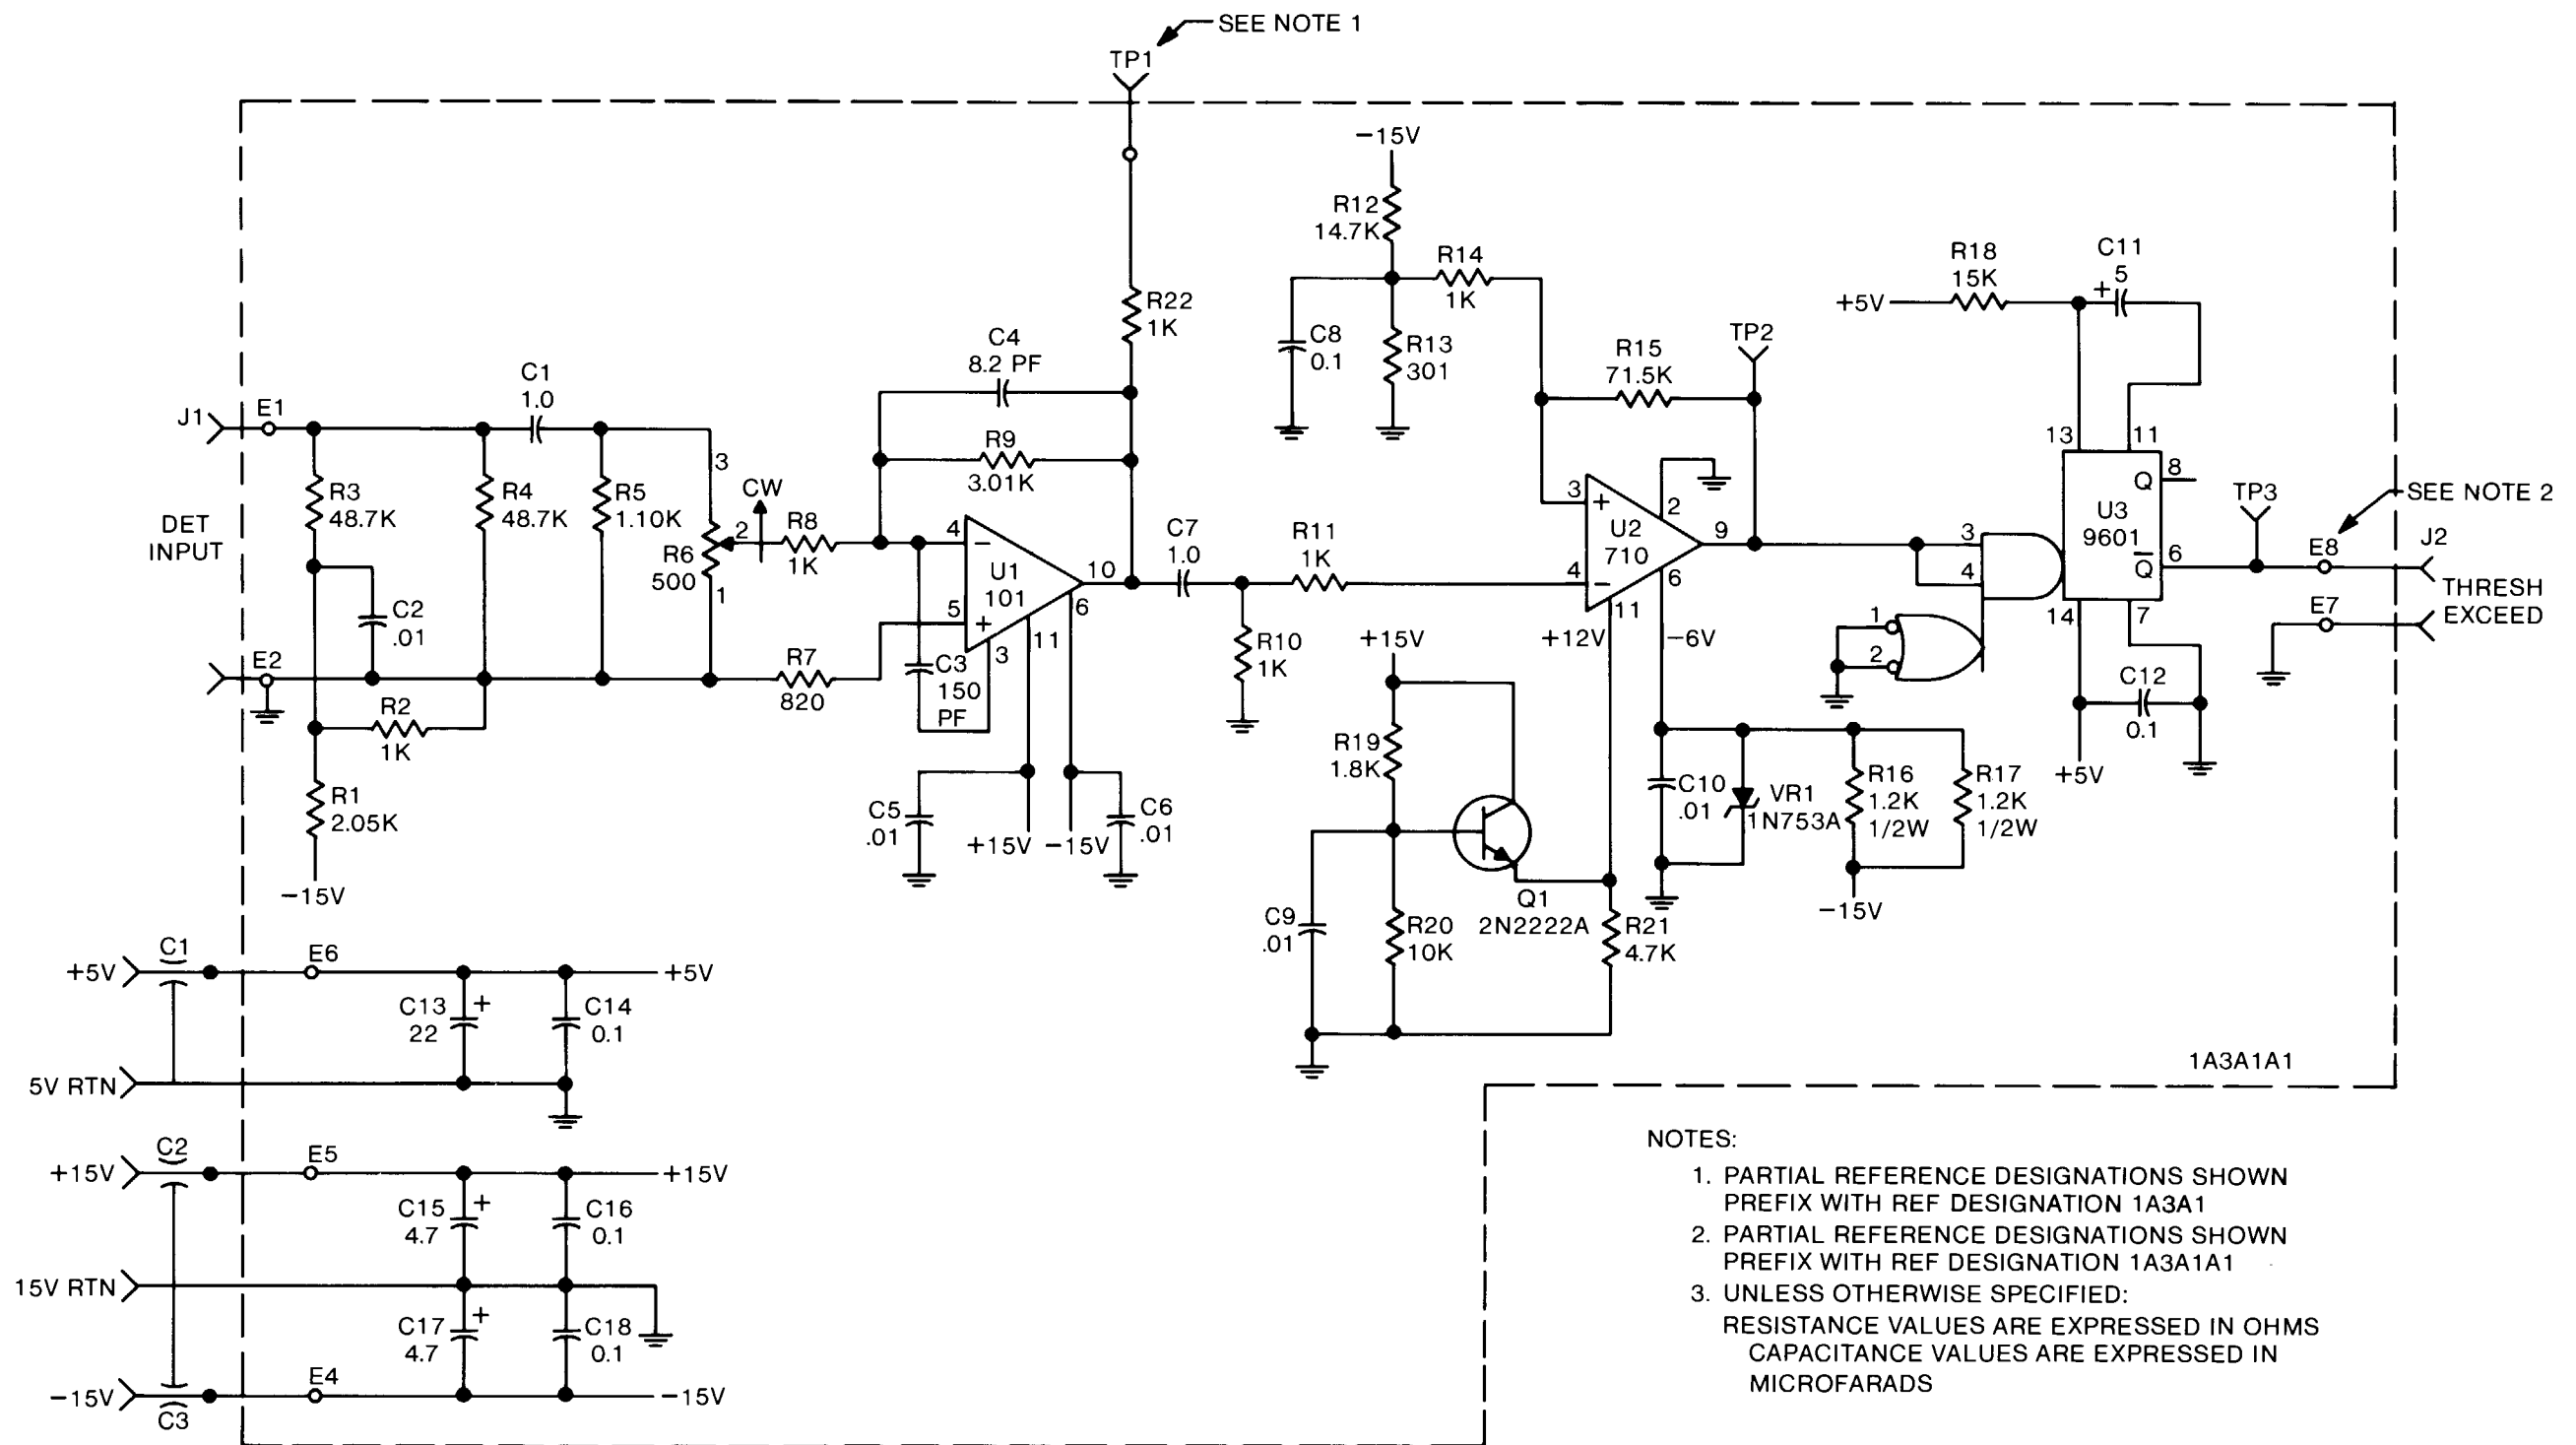 SEE NOTE 1
TP1
−15V
R12
14.7K
R14
1K
C8
0.1
R13
301
R22
1K
C4
8.2 PF
R9
3.01K
C1
1.0
J1
E1
R3
48.7K
R4
48.7K
R5
1.10K
DET
INPUT
3
2
1
CW
R6
500
R8
1K
C2
.01
E2
R2
1K
R1
2.05K
−15V
R7
820
4
−
5
+
U1
101
10
6
11
3
C3
150
PF
C5
.01
+15V
−15V
C6
.01
C7
1.0
R10
1K
R11
1K
R15
71.5K
TP2
3
+
4
−
U2
710
2
9
6
11
+12V
−6V
+15V
R19
1.8K
C9
.01
R20
10K
Q1
2N2222A
R21
4.7K
C10
.01
VR1
1N753A
R16
1.2K
1/2W
R17
1.2K
1/2W
−15V
R18
15K
C11
5
+
+5V
13
11
3
4
1
2
U3
9601
Q
8
Q̅
6
14
7
C12
0.1
+5V
TP3
SEE NOTE 2
E8
J2
E7
THRESH
EXCEED
1A3A1A1
+5V
C1
E6
+5V
C13
22
+
C14
0.1
5V RTN
+15V
C2
E5
+15V
C15
4.7
+
C16
0.1
15V RTN
C17
4.7
+
C18
0.1
−15V
C3
E4
−15V
NOTES:
1. PARTIAL REFERENCE DESIGNATIONS SHOWN
PREFIX WITH REF DESIGNATION 1A3A1
2. PARTIAL REFERENCE DESIGNATIONS SHOWN
PREFIX WITH REF DESIGNATION 1A3A1A1
3. UNLESS OTHERWISE SPECIFIED:
RESISTANCE VALUES ARE EXPRESSED IN OHMS
CAPACITANCE VALUES ARE EXPRESSED IN
MICROFARADS